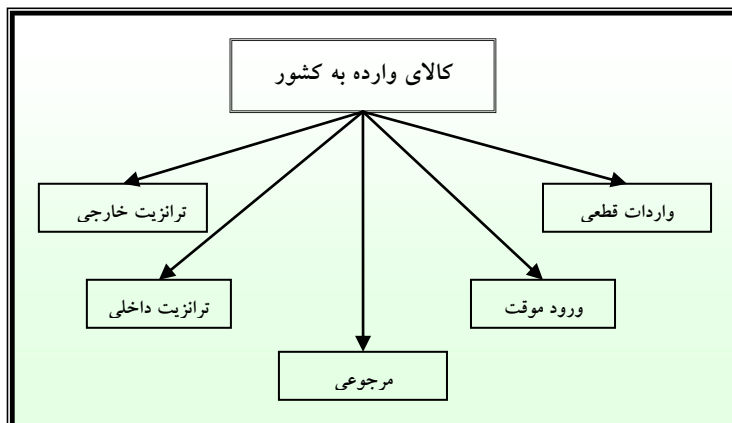 کالای وارده به کشور
واردات قطعی
ترانزیت خارجی
ورود موقت
ترانزیت داخلی
مرجوعی